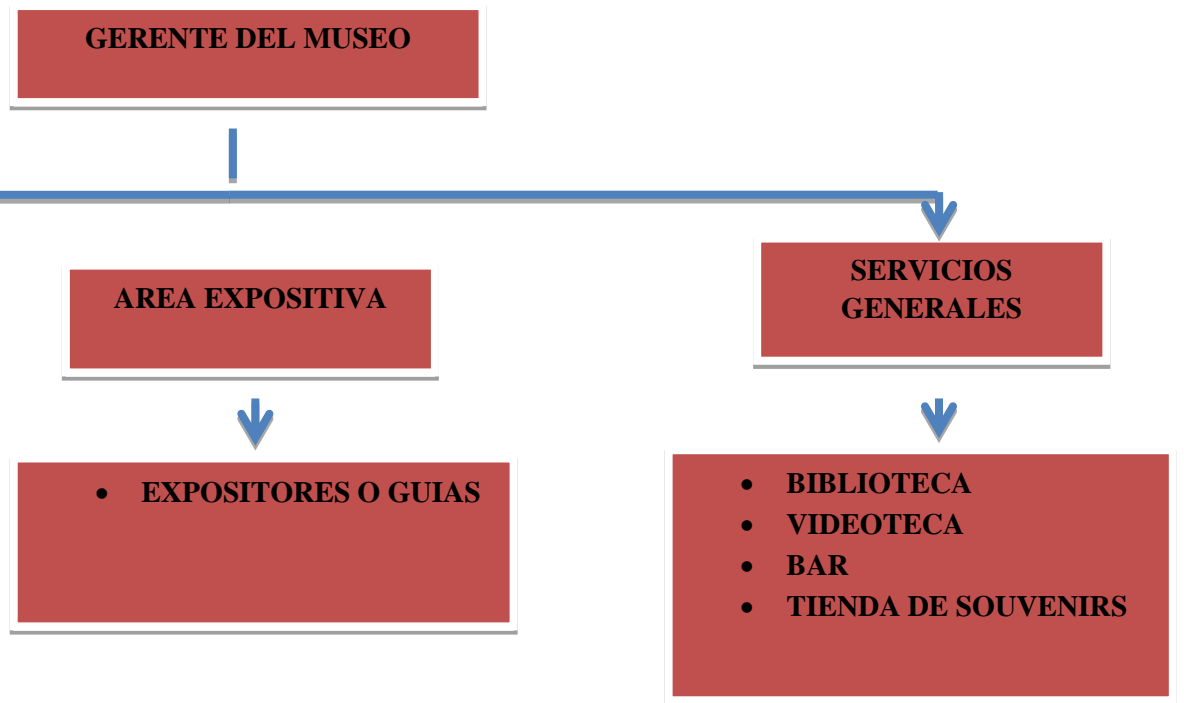 GERENTE DEL MUSEO
AREA EXPOSITIVA
SERVICIOS
GENERALES
• EXPOSITORES O GUIAS
• BIBLIOTECA
• VIDEOTECA
• BAR
• TIENDA DE SOUVENIRS